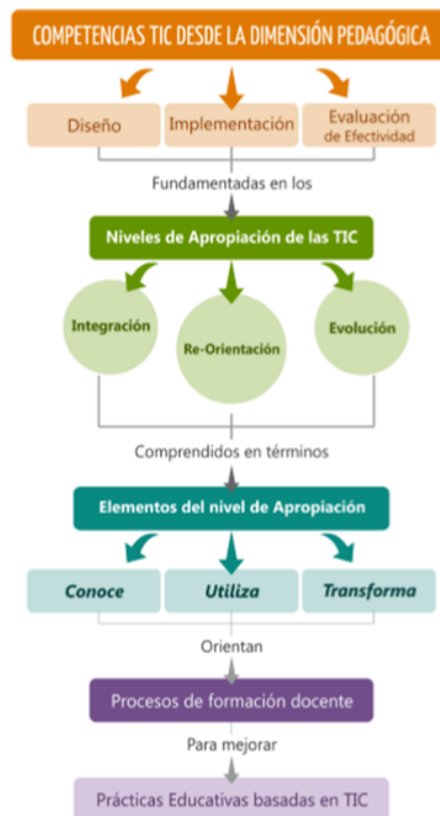 COMPETENCIAS TIC DESDE LA DIMENSIÓN PEDAGÓGICA
Diseño
Implementación
Evaluación
de Efectividad
Fundamentadas en los
Niveles de Apropiación de las TIC
Integración
Re-Orientación
Evolución
Comprendidos en términos
Elementos del nivel de Apropiación
Conoce
Utiliza
Transforma
Orientan
Procesos de formación docente
Para mejorar
Prácticas Educativas basadas en TIC